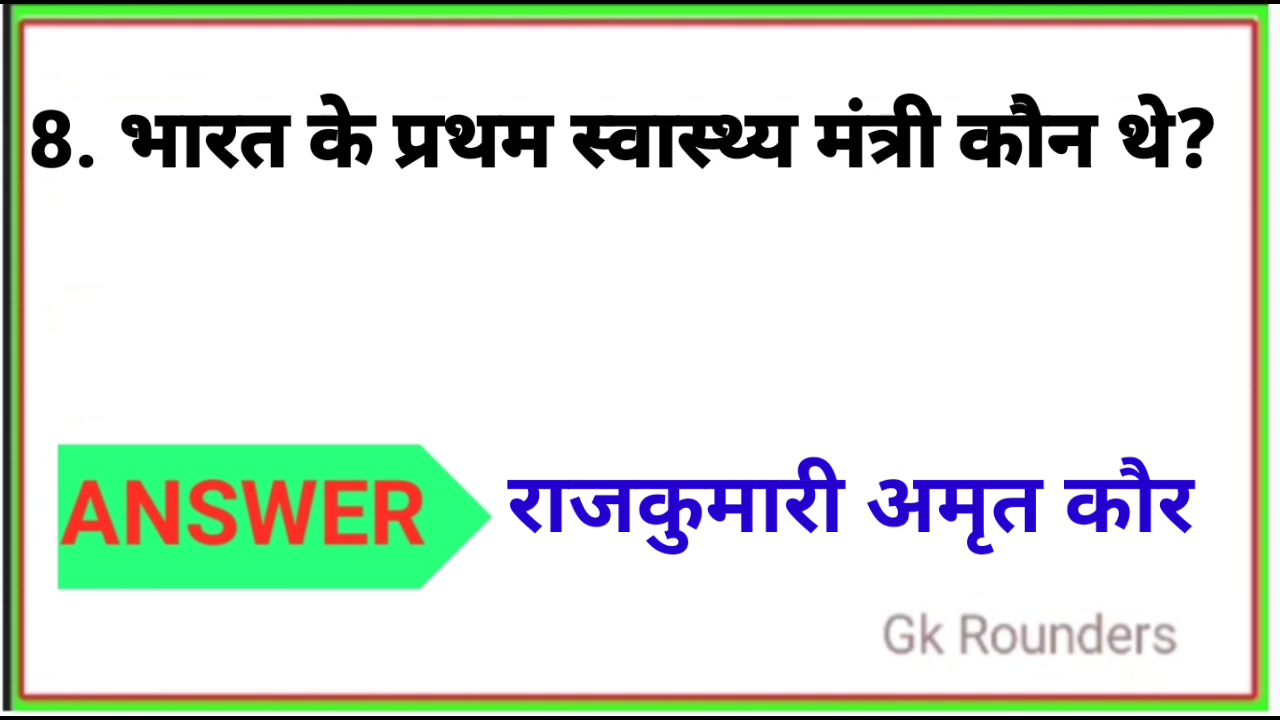 8. भारत के प्रथम स्वास्थ्य मंत्री कौन थे?
ANSWER राजकुमारी अमृत कौर
Gk Rounders